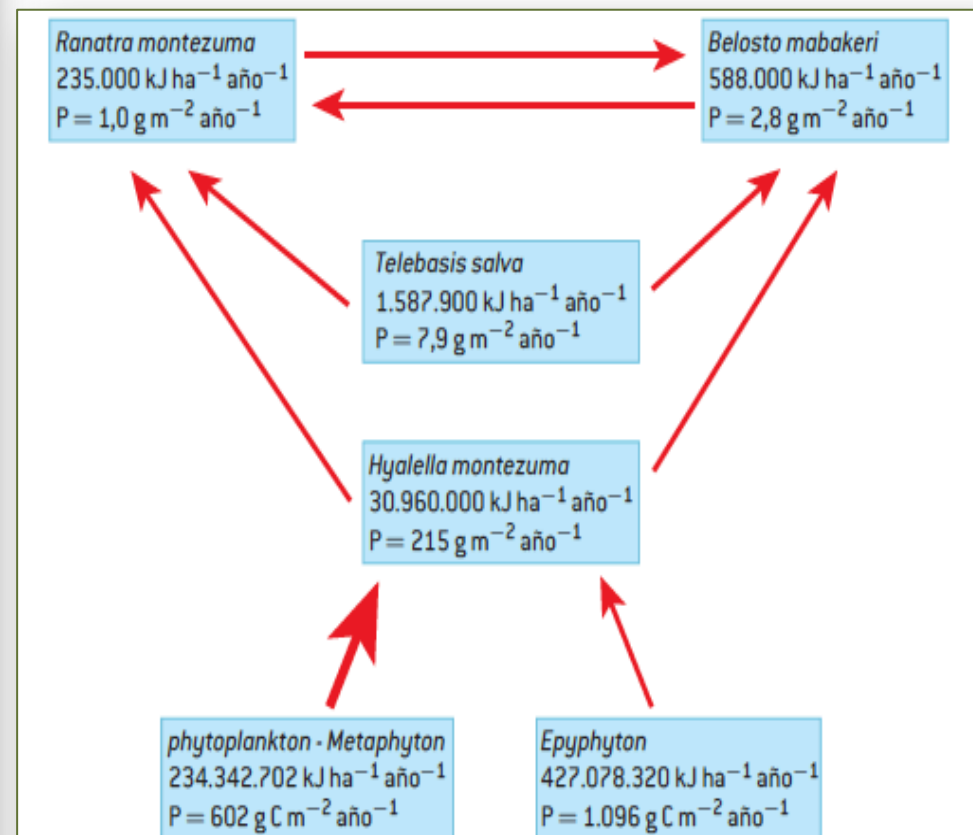 Ranatra montezuma
235.000 kJ ha⁻¹ año⁻¹
P = 1,0 g m⁻² año⁻¹
Belosto mabakeri
588.000 kJ ha⁻¹ año⁻¹
P = 2,8 g m⁻² año⁻¹
Telebasis salva
1.587.900 kJ ha⁻¹ año⁻¹
P = 7,9 g m⁻² año⁻¹
Hyalella montezuma
30.960.000 kJ ha⁻¹ año⁻¹
P = 215 g m⁻² año⁻¹
phytoplankton - Metaphyton
234.342.702 kJ ha⁻¹ año⁻¹
P = 602 g C m⁻² año⁻¹
Epyphyton
427.078.320 kJ ha⁻¹ año⁻¹
P = 1.096 g C m⁻² año⁻¹